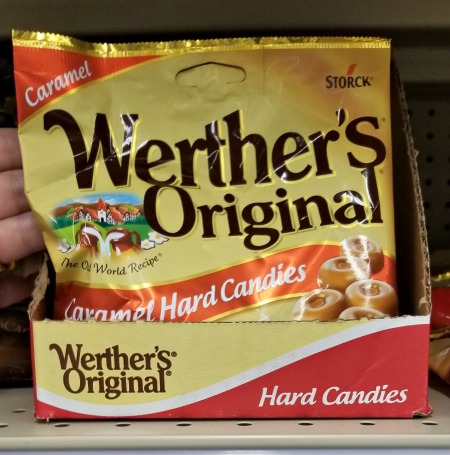 Caramel
STORCK®
Werther's
Original®
The Old World Recipe®
Caramel Hard Candies
Werther's®
Original®
Hard Candies